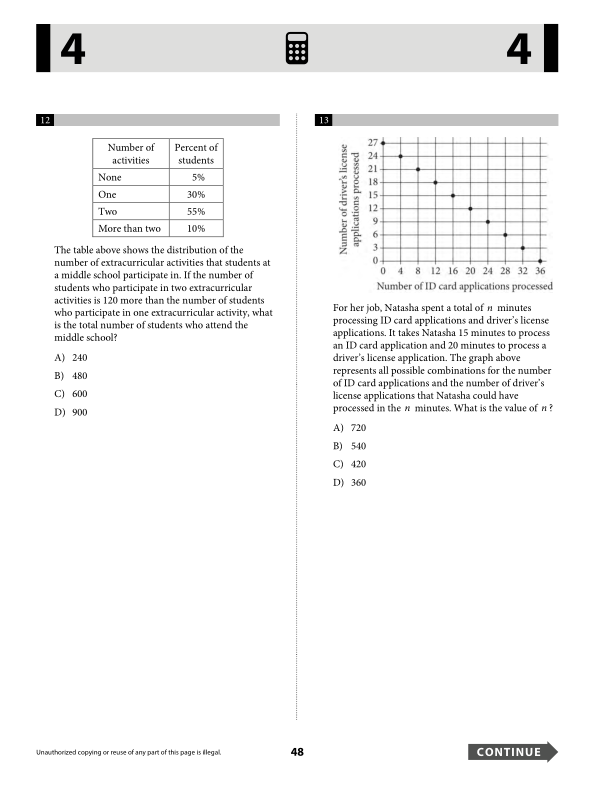 4
4
12
Number of activities Percent of students
None 5%
One 30%
Two 55%
More than two 10%
The table above shows the distribution of the
number of extracurricular activities that students at
a middle school participate in. If the number of
students who participate in two extracurricular
activities is 120 more than the number of students
who participate in one extracurricular activity, what
is the total number of students who attend the
middle school?
A) 240
B) 480
C) 600
D) 900
13
Number of driver's license
applications processed
27
24
21
18
15
12
9
6
3
0
0 4 8 12 16 20 24 28 32 36
Number of ID card applications processed
For her job, Natasha spent a total of n minutes
processing ID card applications and driver's license
applications. It takes Natasha 15 minutes to process
an ID card application and 20 minutes to process a
driver's license application. The graph above
represents all possible combinations for the number
of ID card applications and the number of driver's
license applications that Natasha could have
processed in the n minutes. What is the value of n ?
A) 720
B) 540
C) 420
D) 360
Unauthorized copying or reuse of any part of this page is illegal.
48
CONTINUE